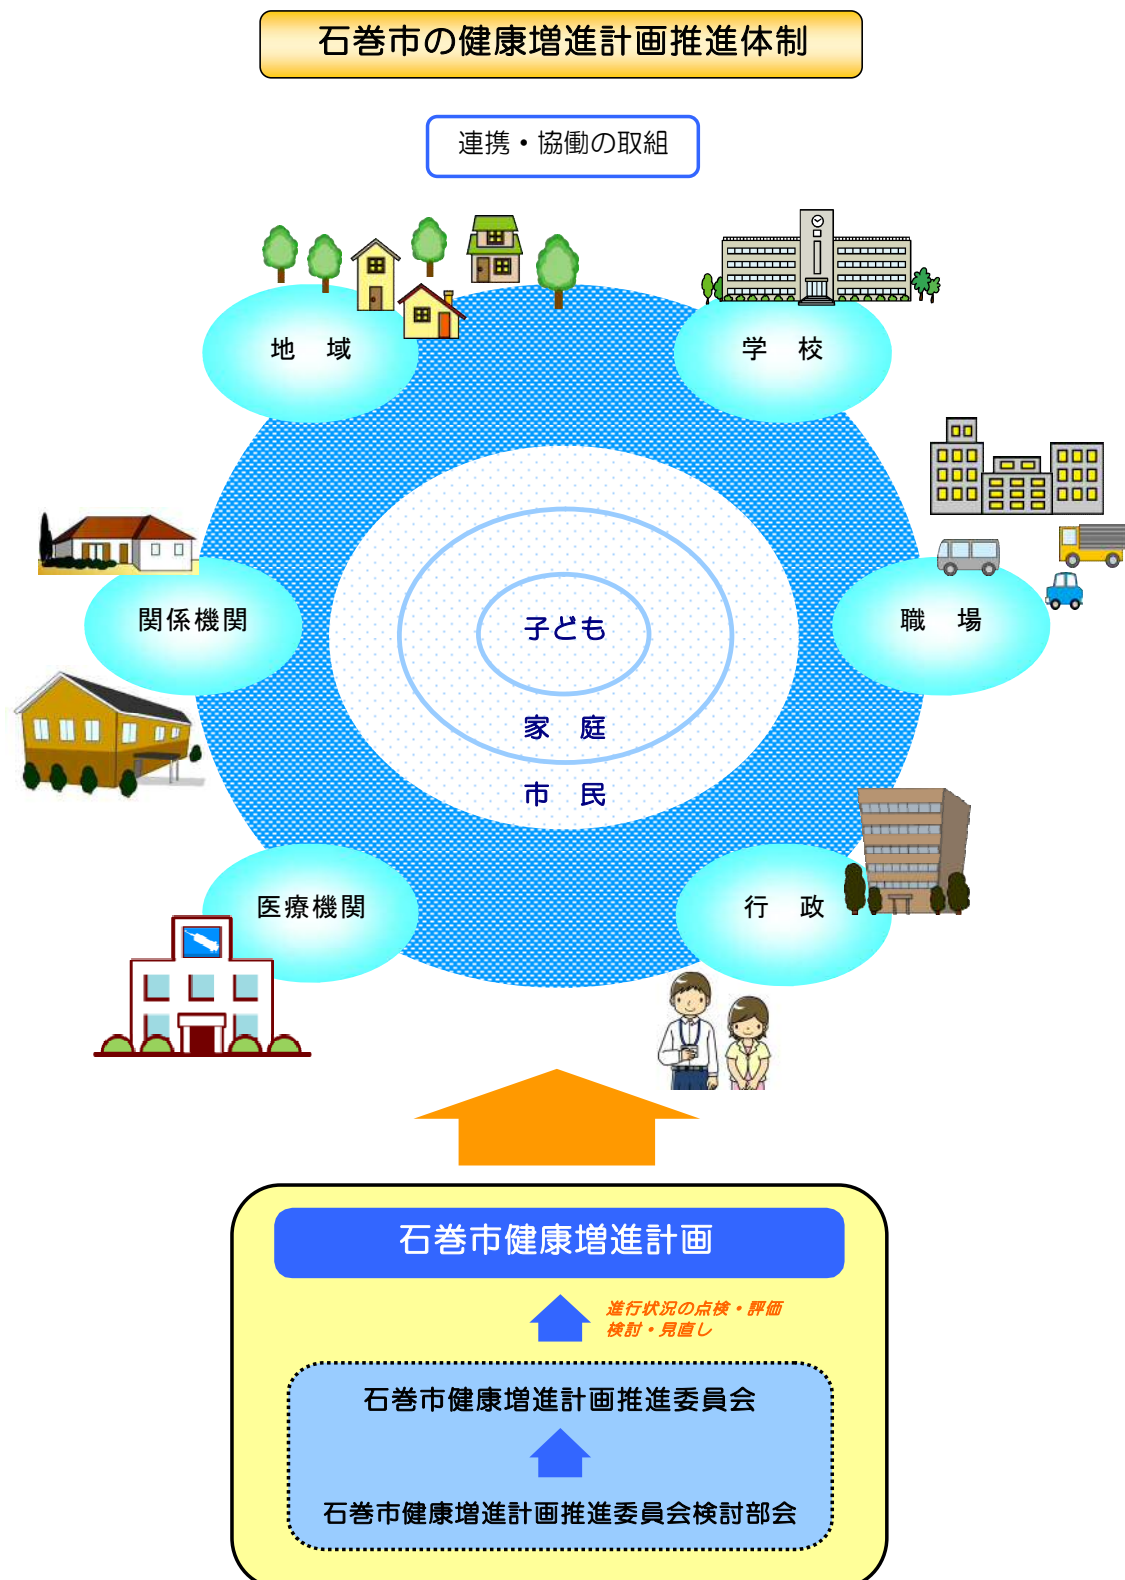 石巻市の健康増進計画推進体制
連携・協働の取組
地　域
学　校
関係機関
職　場
子ども
家　庭
市　民
医療機関
行　政
石巻市健康増進計画
進行状況の点検・評価
検討・見直し
石巻市健康増進計画推進委員会
石巻市健康増進計画推進委員会検討部会